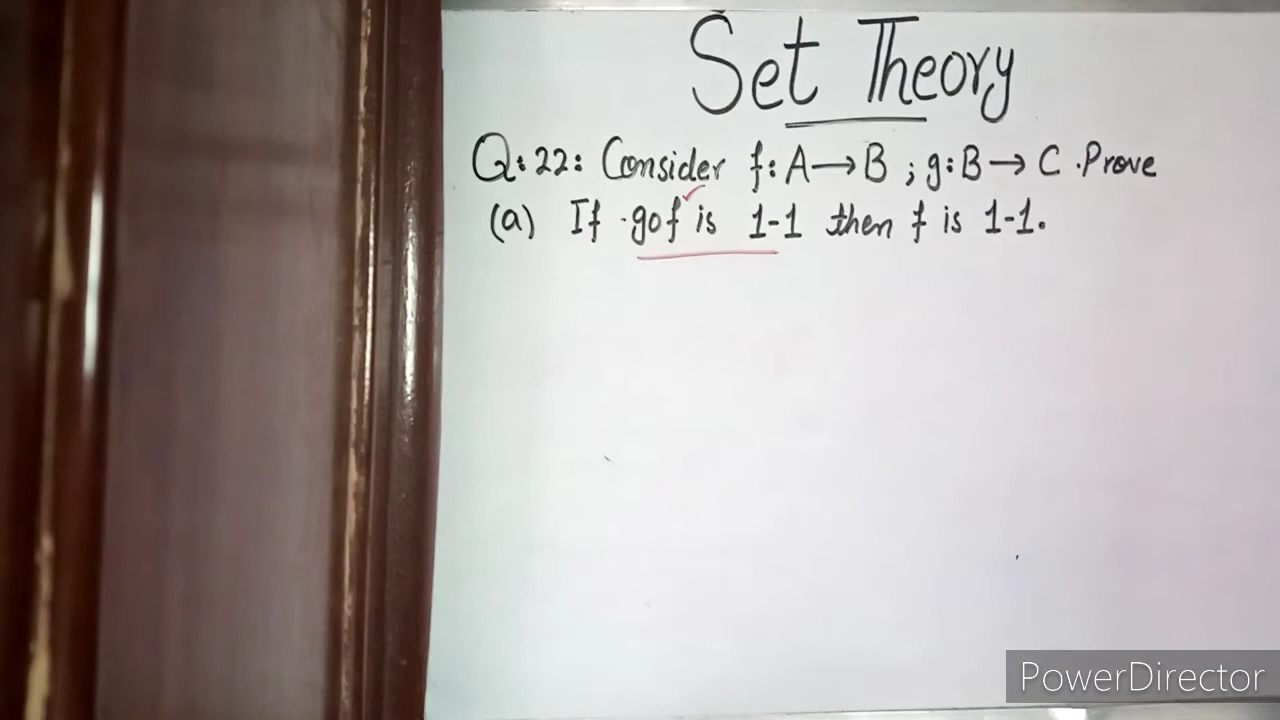 Set Theory
Q:22: Consider f:A→B ; g:B→ C .Prove
(a) If .gof is 1-1 then f is 1-1.
PowerDirector